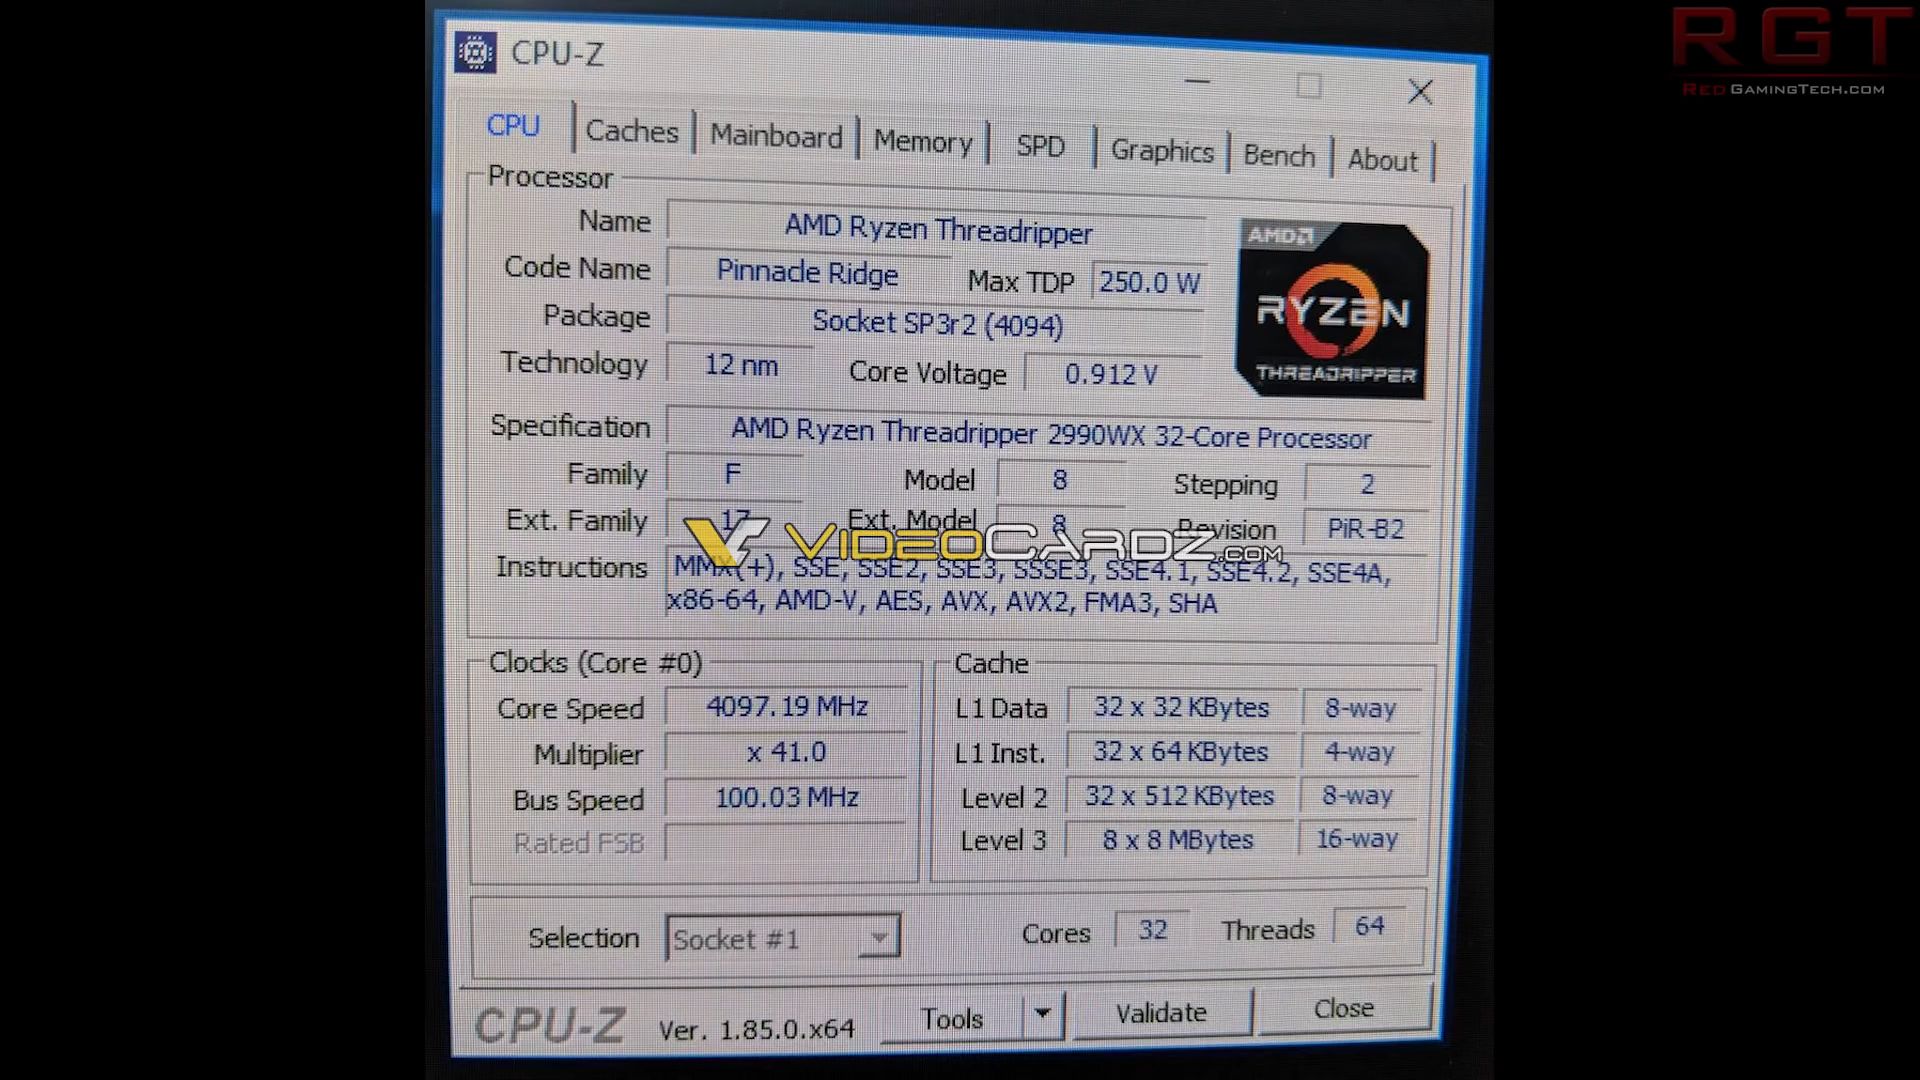 RGT
RedGamingTech.com
CPU-Z
CPU Caches Mainboard Memory SPD Graphics Bench About
Processor
Name AMD Ryzen Threadripper
Code Name Pinnacle Ridge Max TDP 250.0 W
Package Socket SP3r2 (4094)
Technology 12 nm Core Voltage 0.912 V
AMD
RYZEN
THREADRIPPER
Specification AMD Ryzen Threadripper 2990WX 32-Core Processor
Family F Model 8 Stepping 2
Ext. Family 17 Ext. Model 8 Revision PiR-B2
VideoCardz.com
Instructions MMX(+), SSE, SSE2, SSE3, SSSE3, SSE4.1, SSE4.2, SSE4A,
x86-64, AMD-V, AES, AVX, AVX2, FMA3, SHA
Clocks (Core #0)
Core Speed 4097.19 MHz
Multiplier x 41.0
Bus Speed 100.03 MHz
Rated FSB
Cache
L1 Data 32 x 32 KBytes 8-way
L1 Inst. 32 x 64 KBytes 4-way
Level 2 32 x 512 KBytes 8-way
Level 3 8 x 8 MBytes 16-way
Selection Socket #1 Cores 32 Threads 64
CPU-Z Ver. 1.85.0.x64 Tools Validate Close